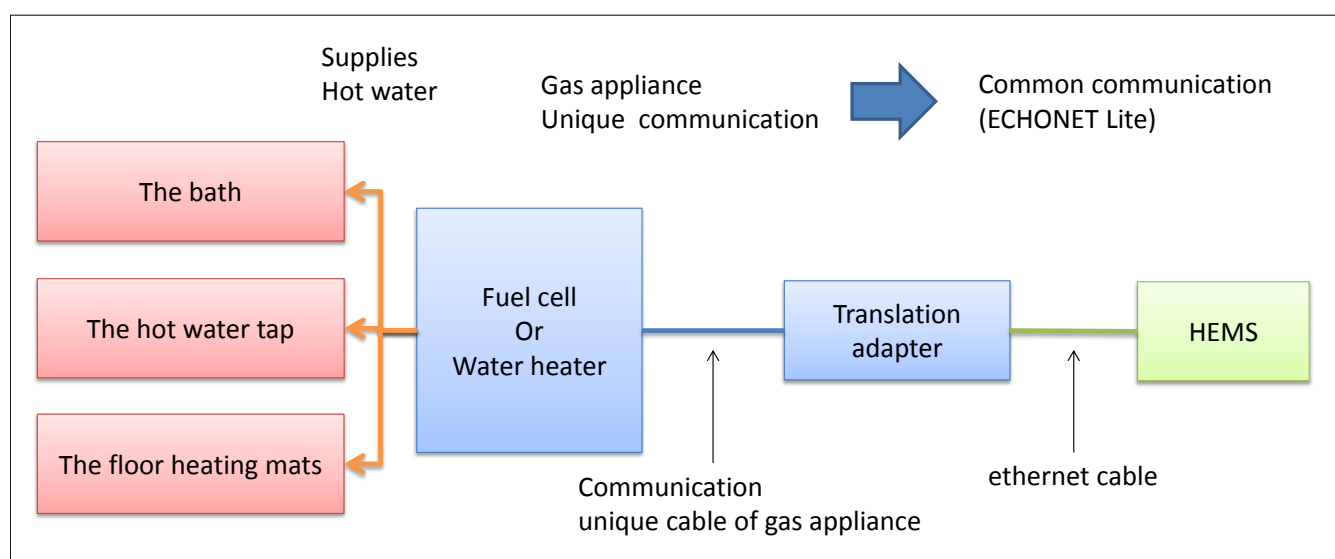 Supplies
Hot water
Gas appliance
Unique communication
Common communication
(ECHONET Lite)
The bath
The hot water tap
The floor heating mats
Fuel cell
Or
Water heater
Translation
adapter
HEMS
Communication
unique cable of gas appliance
ethernet cable